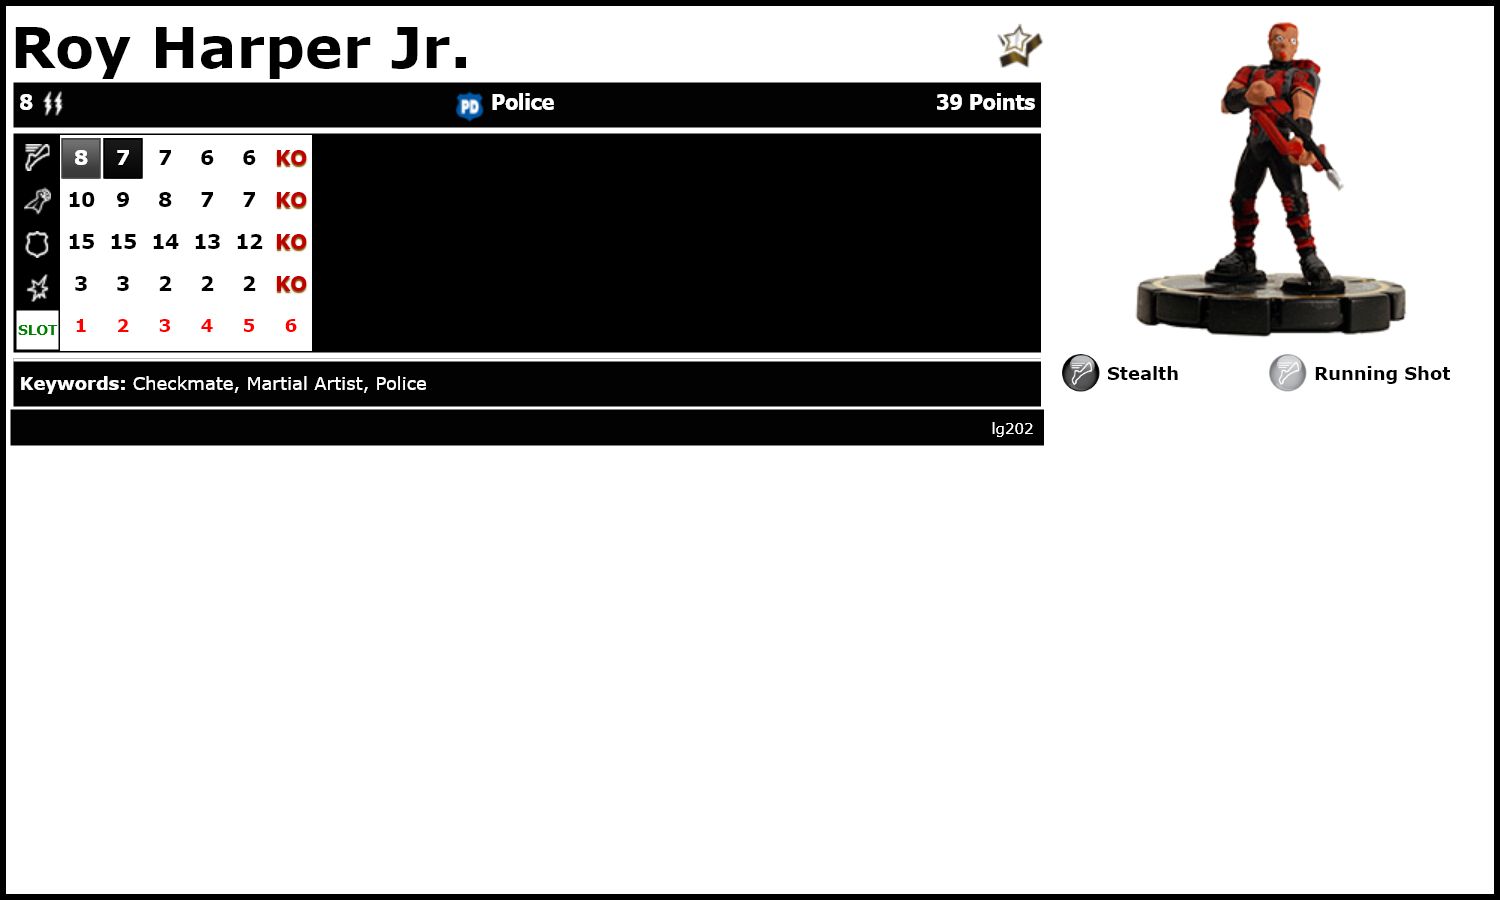 Roy Harper Jr.
8 PD Police 39 Points
8 7 7 6 6 KO
10 9 8 7 7 KO
15 15 14 13 12 KO
3 3 2 2 2 KO
SLOT 1 2 3 4 5 6
Keywords: Checkmate, Martial Artist, Police
lg202
Stealth Running Shot